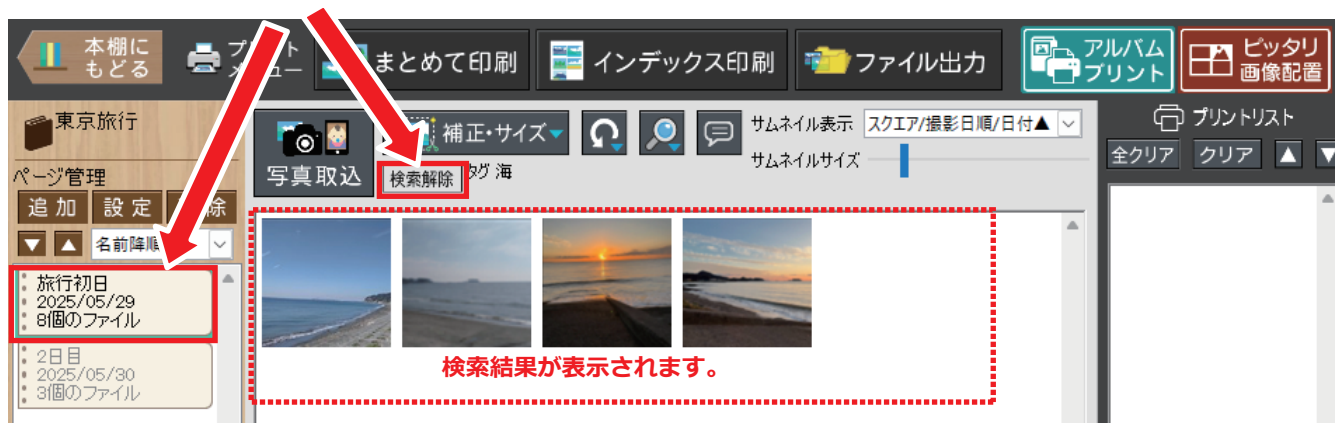 本棚に
もどる
プ ント
メ ュー
まとめて印刷
インデックス印刷
ファイル出力
アルバム
プリント
ピッタリ
画像配置
東京旅行
ページ管理
追加
設定
除
名前降順
旅行初日
2025/05/29
8個のファイル
2日目
2025/05/30
3個のファイル
写真取込
補正・サイズ
検索解除
タグ 海
サムネイル表示
スクエア/撮影日順/日付▲
サムネイルサイズ
検索結果が表示されます。
プリントリスト
全クリア
クリア